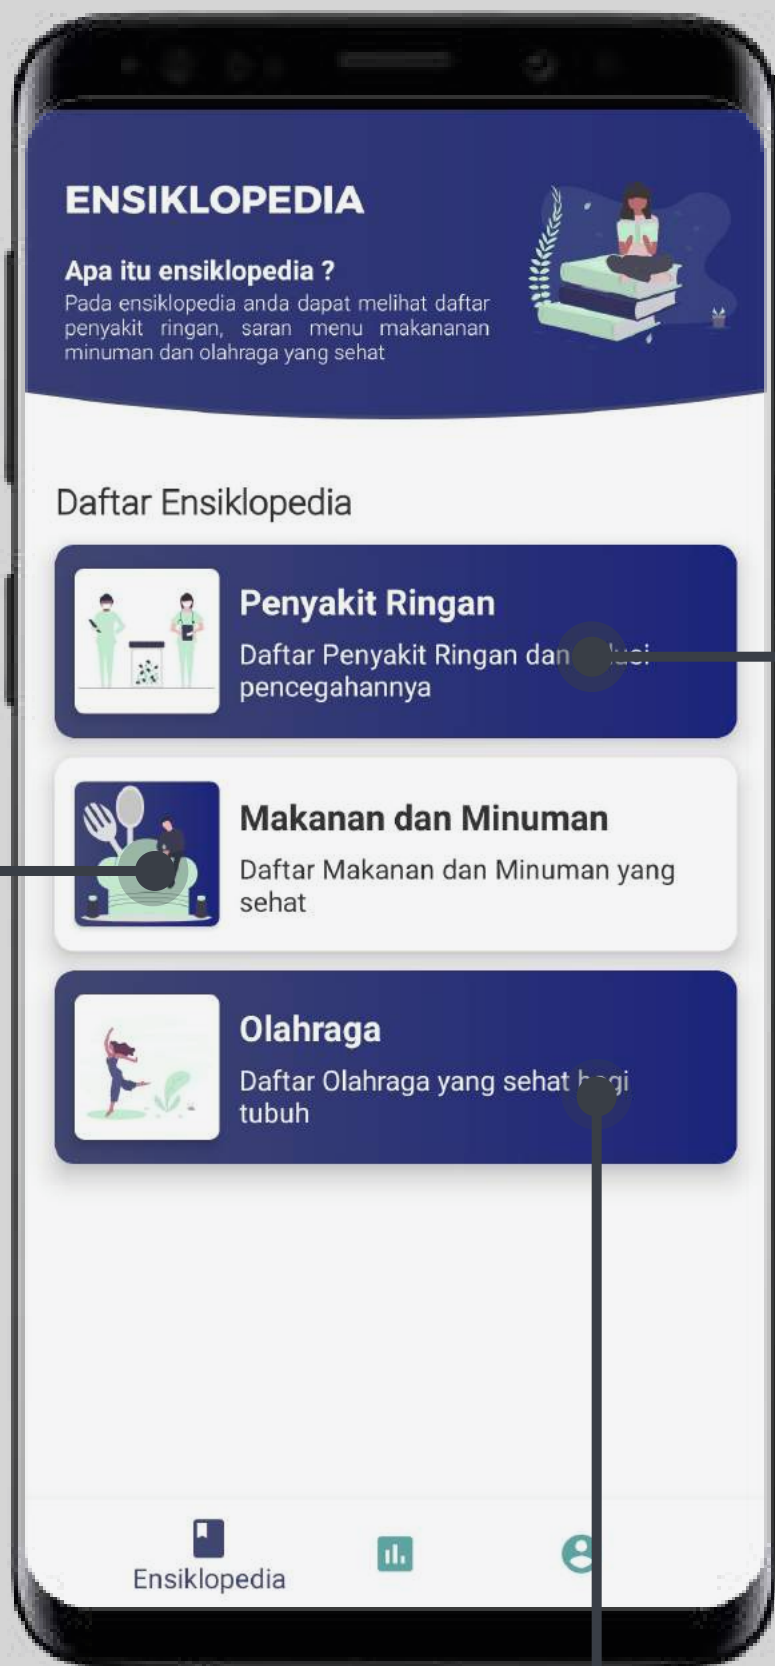 ENSIKLOPEDIA
Apa itu ensiklopedia ?
Pada ensiklopedia anda dapat melihat daftar
penyakit ringan, saran menu makananan
minuman dan olahraga yang sehat
Daftar Ensiklopedia
Penyakit Ringan
Daftar Penyakit Ringan dan
pencegahannya
Makanan dan Minuman
Daftar Makanan dan Minuman yang
sehat
Olahraga
Daftar Olahraga yang sehat bagi
tubuh
Ensiklopedia